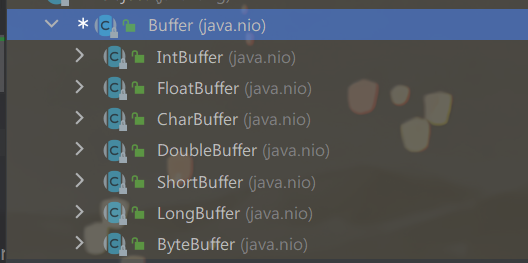 * Buffer (java.nio)
IntBuffer (java.nio)
FloatBuffer (java.nio)
CharBuffer (java.nio)
DoubleBuffer (java.nio)
ShortBuffer (java.nio)
LongBuffer (java.nio)
ByteBuffer (java.nio)